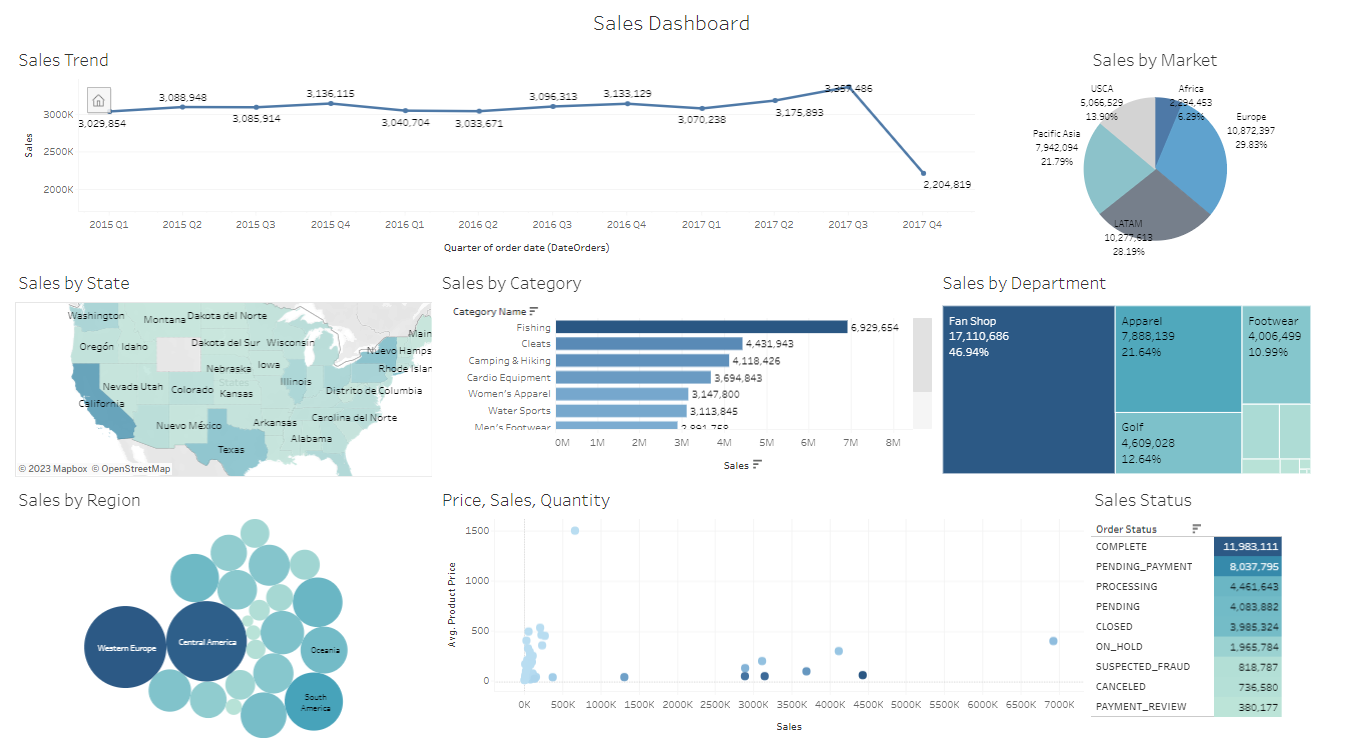 Sales Dashboard
Sales Trend
3000K
2500K
2000K
Sales
3,029,854
3,088,948
3,085,914
3,136,115
3,040,704
3,033,671
3,096,313
3,133,129
3,070,238
3,175,893
2,204,819
2015 Q1 2015 Q2 2015 Q3 2015 Q4 2016 Q1 2016 Q2 2016 Q3 2016 Q4 2017 Q1 2017 Q2 2017 Q3 2017 Q4
Quarter of order date (DateOrders)
Sales by Market
USCA
5,066,529
13.90%
Africa
6.29%
Europe
10,872,397
29.83%
Pacific Asia
7,942,094
21.79%
LATAM
10,277,613
28.19%
Sales by State
Washington
Montana
Dakota del Norte
Main
Oregón
Idaho
Dakota del Sur
Wisconsin
Nuevo Hamps
Nebraska
Iowa
Rhode Islar
Nevada
Utah
Colorado
States
Kansas
Illinois
Distrito de Columbia
California
Nuevo México
Arkansas
Carolina del Norte
Alabama
Texas
© 2023 Mapbox © OpenStreetMap
Sales by Category
Category Name
Fishing 6,929,654
Cleats 4,431,943
Camping & Hiking 4,118,426
Cardio Equipment 3,694,843
Women's Apparel 3,147,800
Water Sports 3,113,845
Men's Footwear
0M 1M 2M 3M 4M 5M 6M 7M 8M
Sales
Sales by Department
Fan Shop
17,110,686
46.94%
Apparel
7,888,139
21.64%
Golf
4,609,028
12.64%
Footwear
4,006,499
10.99%
Sales by Region
Western Europe
Central America
Oceania
South
America
Price, Sales, Quantity
1500
1000
500
0
Avg. Product Price
0K 500K 1000K 1500K 2000K 2500K 3000K 3500K 4000K 4500K 5000K 5500K 6000K 6500K 7000K
Sales
Sales Status
Order Status
COMPLETE 11,983,111
PENDING_PAYMENT 8,037,795
PROCESSING 4,461,643
PENDING 4,083,882
CLOSED 3,985,324
ON_HOLD 1,965,784
SUSPECTED_FRAUD 818,787
CANCELED 736,580
PAYMENT_REVIEW 380,177